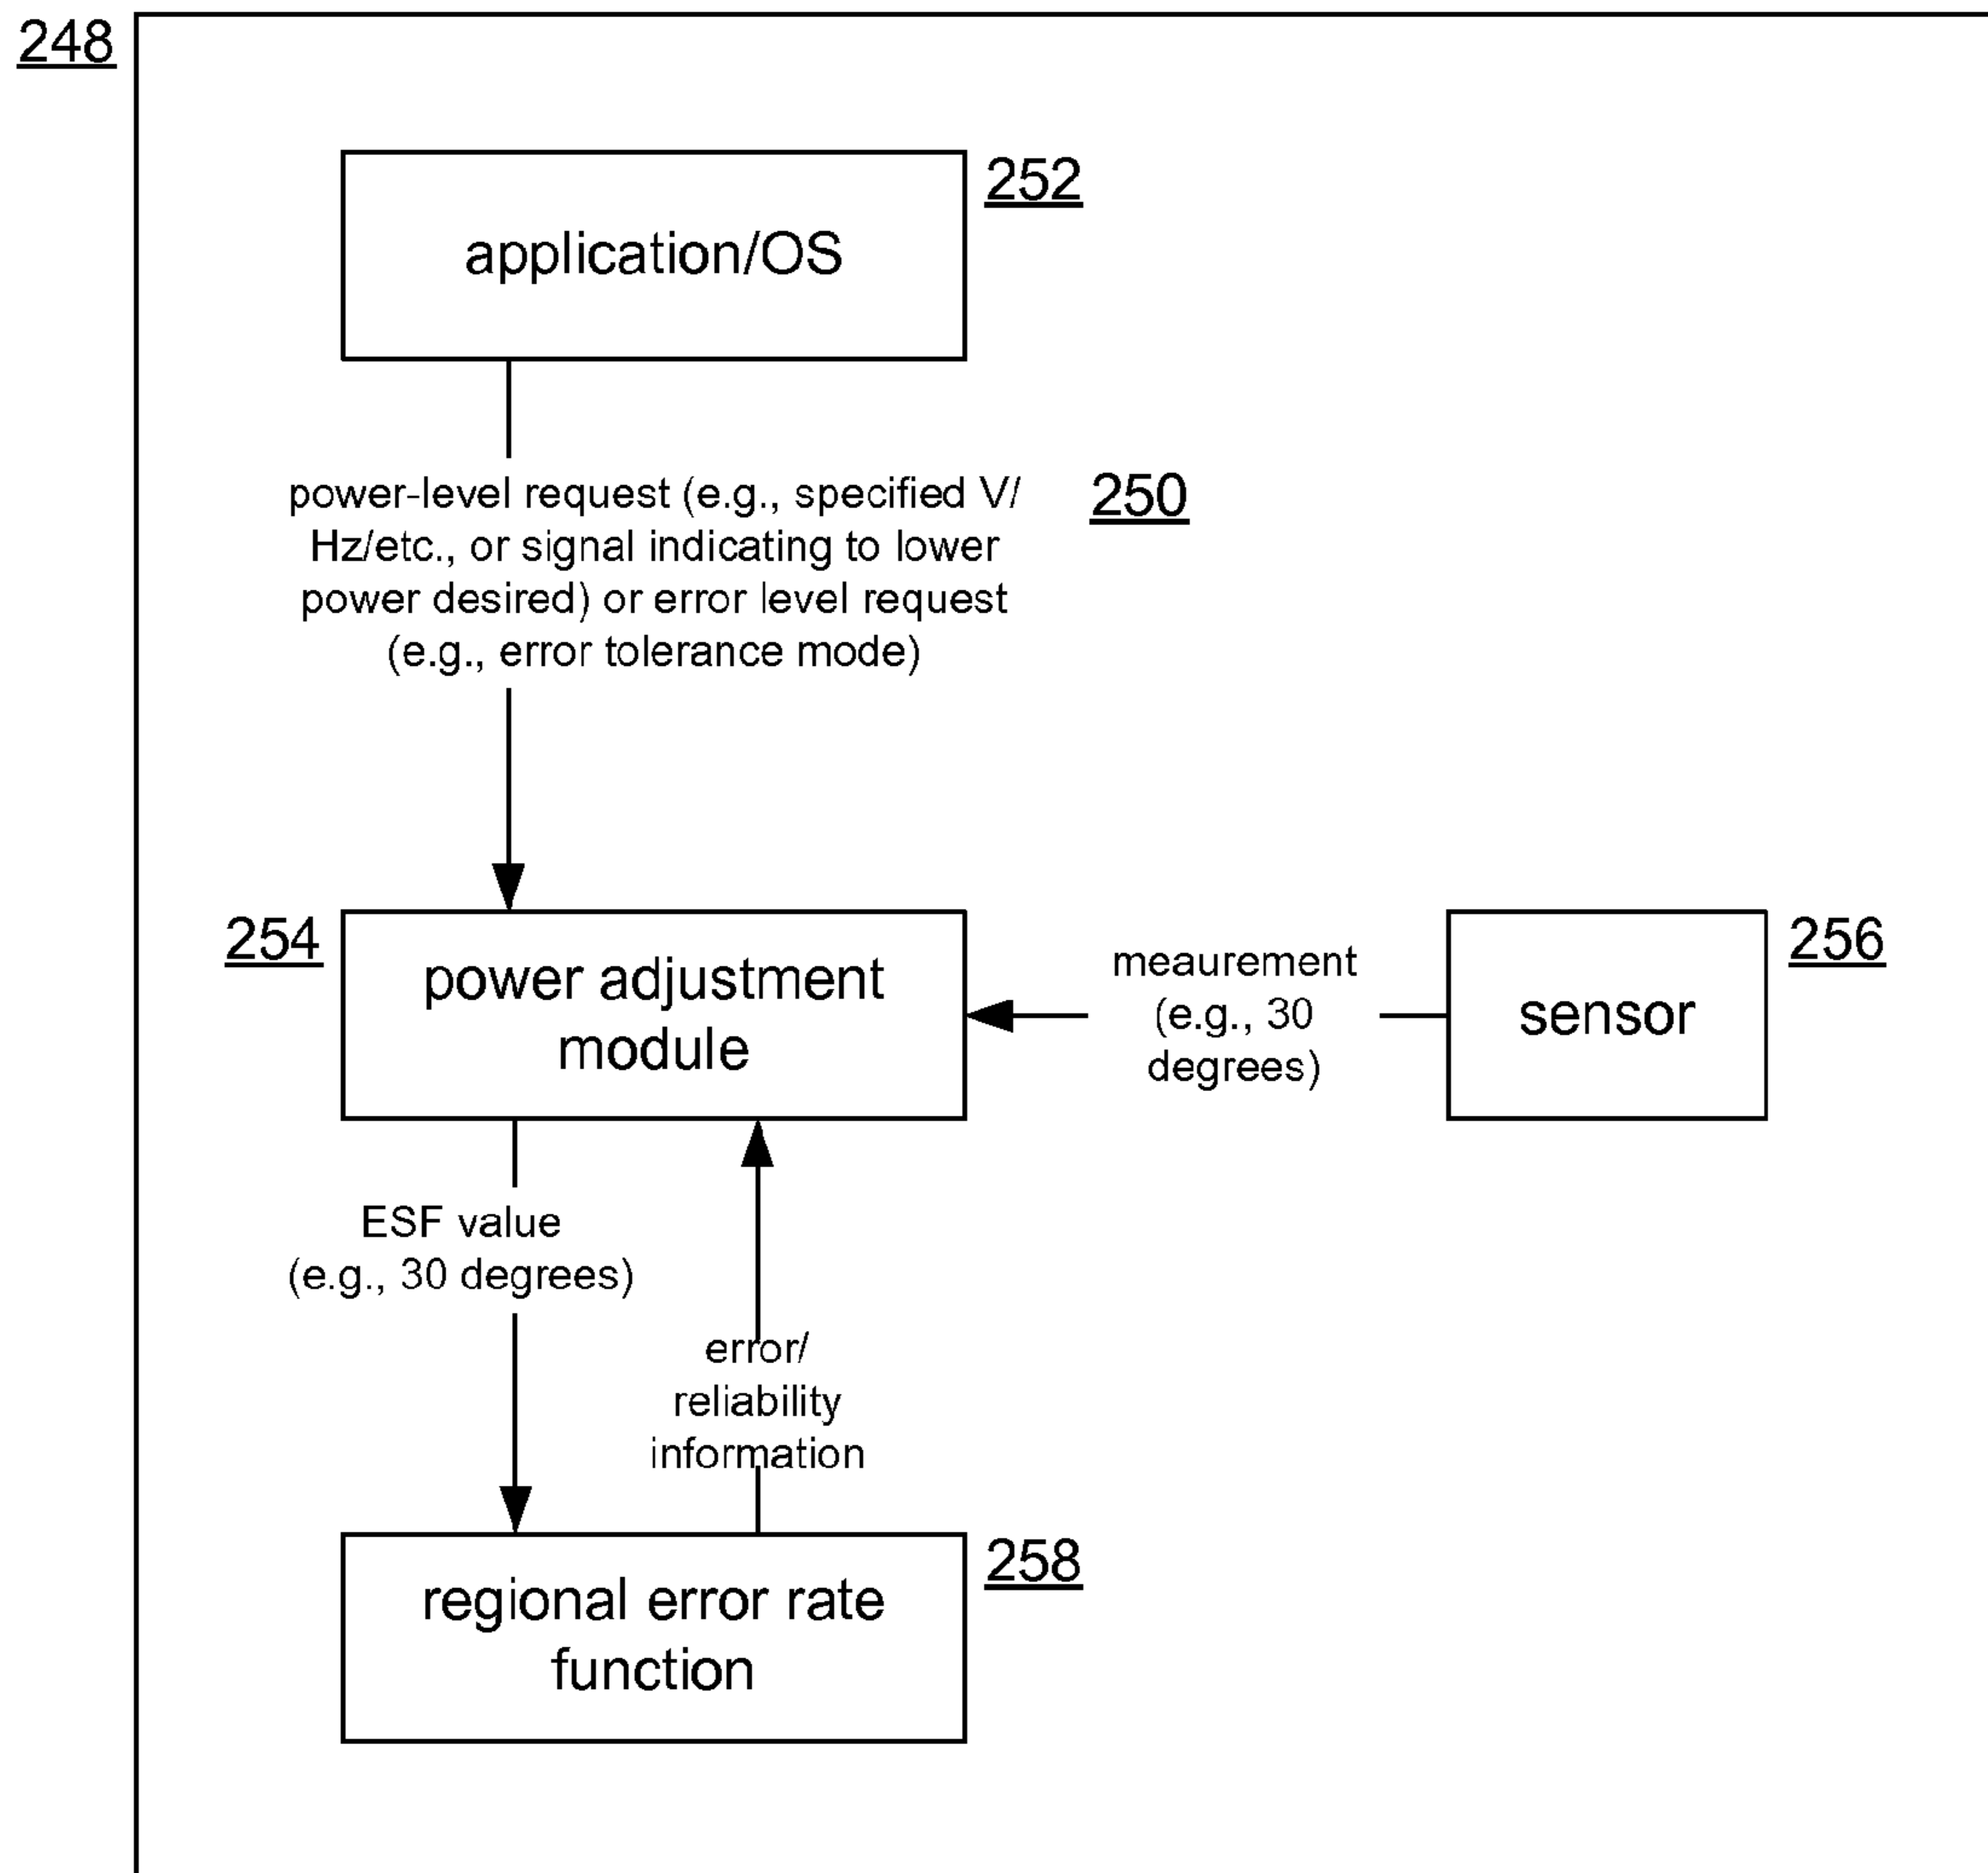 248
252
application/OS
power-level request (e.g., specified V/
Hz/etc., or signal indicating to lower
power desired) or error level request
(e.g., error tolerance mode)
250
254
power adjustment
module
meaurement
(e.g., 30
degrees)
sensor
256
ESF value
(e.g., 30 degrees)
error/
reliability
information
regional error rate
function
258